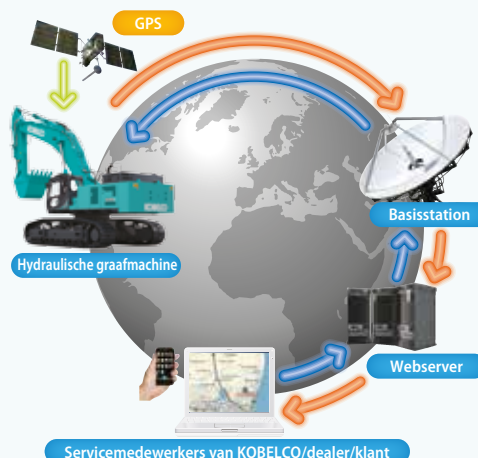 GPS
Basisstation
Hydraulische graafmachine
Webserver
Servicemedewerkers van KOBELCO/dealer/klant